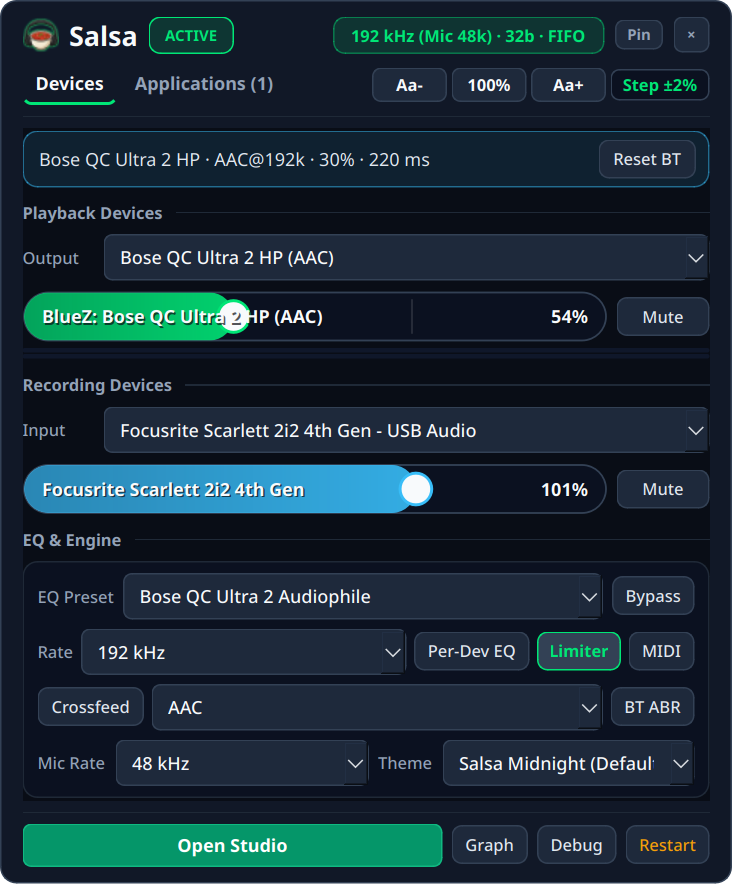 Salsa ACTIVE 192 kHz (Mic 48k) · 32b · FIFO Pin ×
Devices Applications (1) Aa- 100% Aa+ Step ±2%
Bose QC Ultra 2 HP · AAC@192k · 30% · 220 ms Reset BT
Playback Devices
Output Bose QC Ultra 2 HP (AAC)
BlueZ: Bose QC Ultra 2 HP (AAC) 54% Mute
Recording Devices
Input Focusrite Scarlett 2i2 4th Gen - USB Audio
Focusrite Scarlett 2i2 4th Gen 101% Mute
EQ & Engine
EQ Preset Bose QC Ultra 2 Audiophile Bypass
Rate 192 kHz Per-Dev EQ Limiter MIDI
Crossfeed AAC BT ABR
Mic Rate 48 kHz Theme Salsa Midnight (Defaul
Open Studio Graph Debug Restart